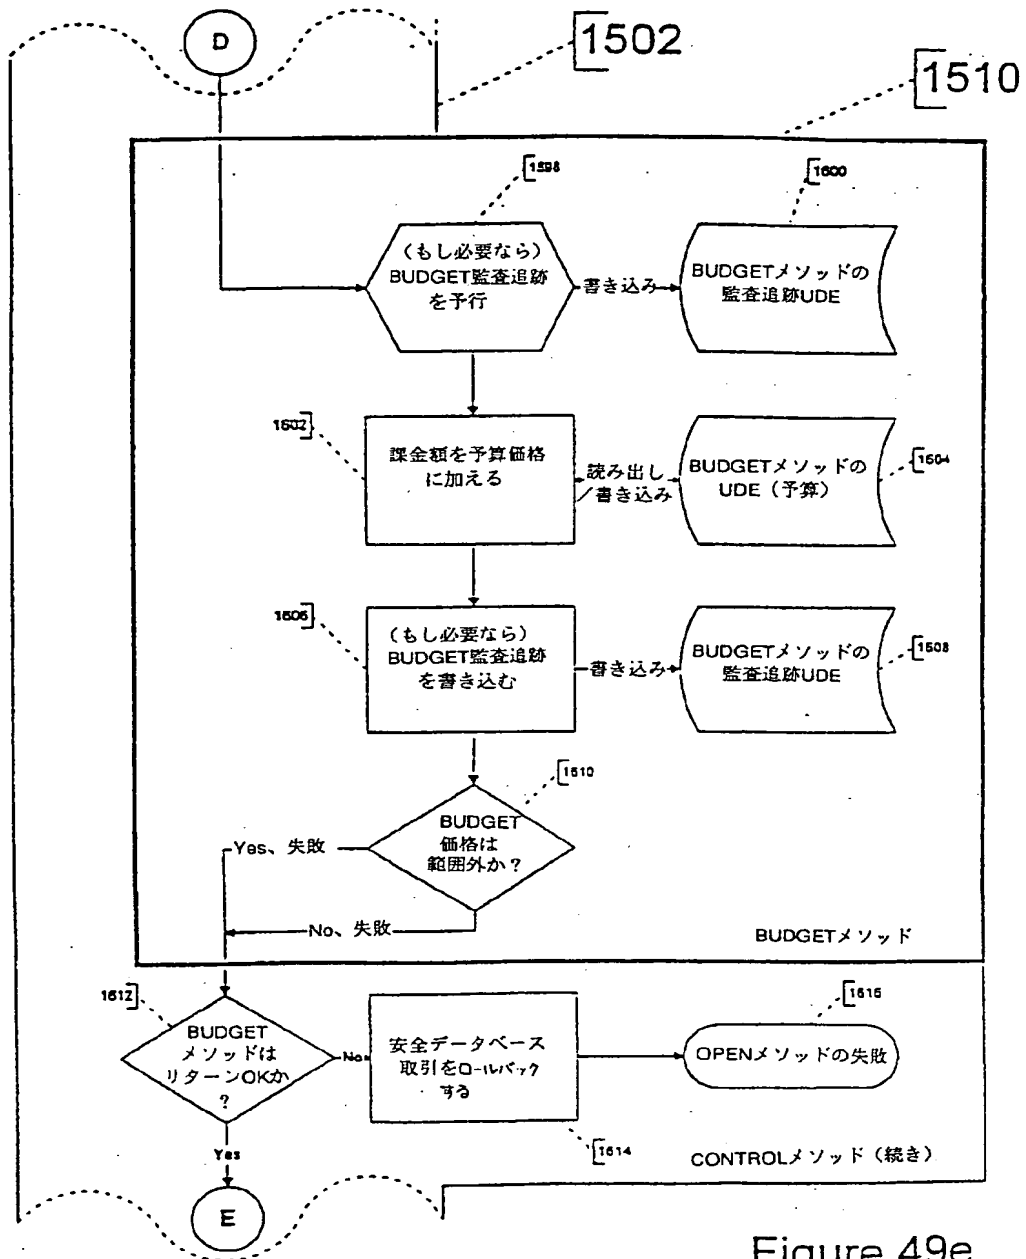 D
1502
1510
1598
1600
(もし必要なら)
BUDGET監査追跡
を予行
書き込み
BUDGETメソッドの
監査追跡UDE
1602
課金額を予算価格
に加える
読み出し
/書き込み
BUDGETメソッドの
UDE(予算)
1604
1606
(もし必要なら)
BUDGET監査追跡
を書き込む
書き込み
BUDGETメソッドの
監査追跡UDE
1608
1610
BUDGET
価格は
範囲外か?
Yes、失敗
No、失敗
BUDGETメソッド
1612
BUDGET
メソッドは
リターンOKか
?
No
安全データベース
取引をロールバック
する
1614
1616
OPENメソッドの失敗
Yes
CONTROLメソッド(続き)
E
Figure 49e